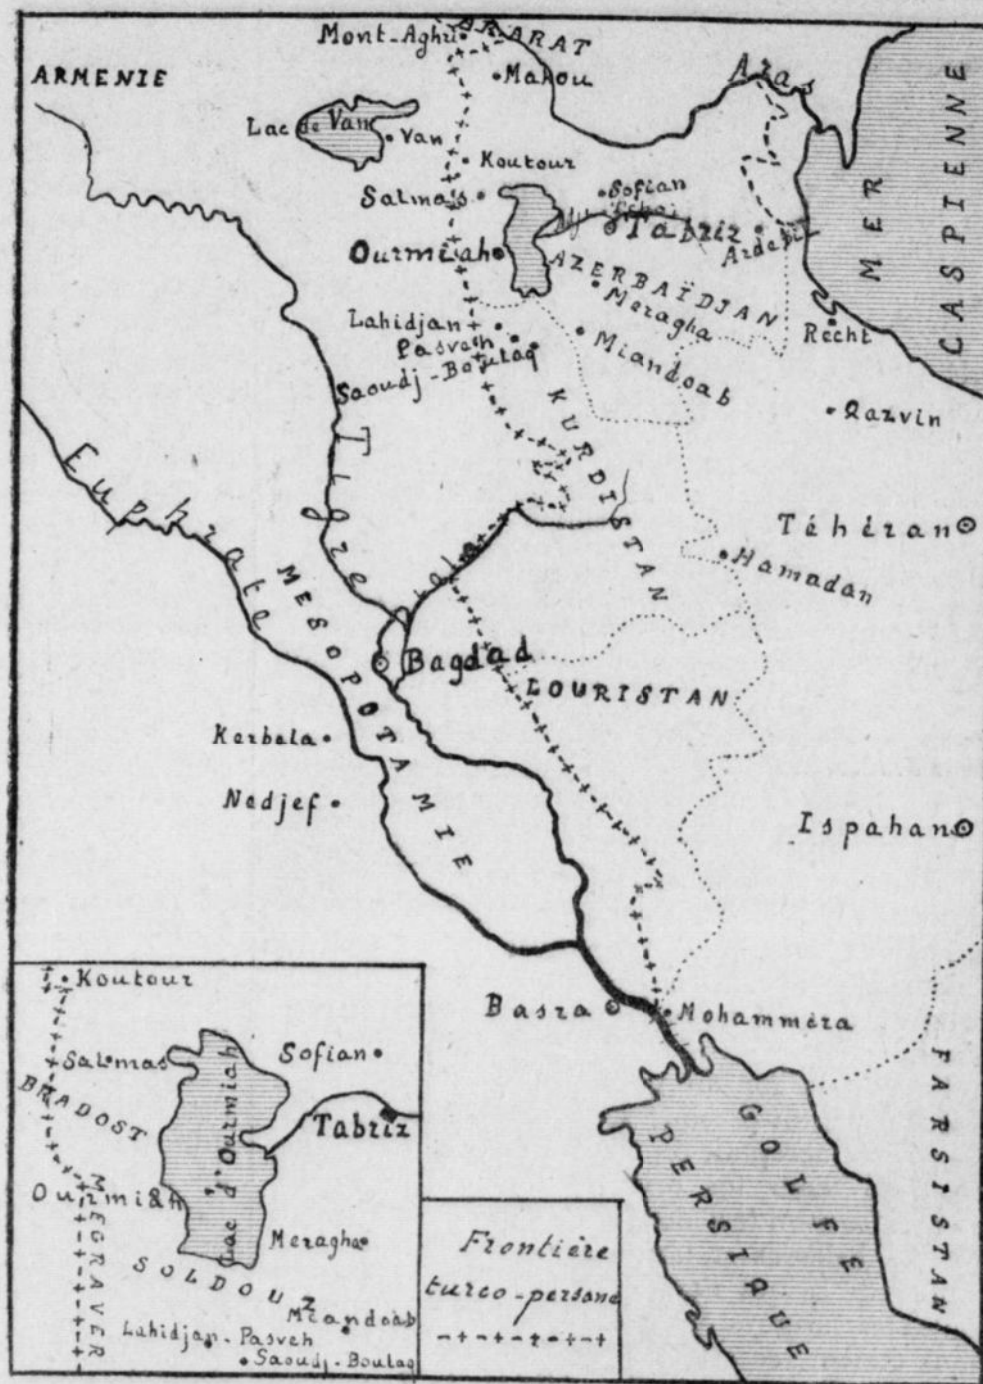 Mont-Aghri
ARARAT
ARMENIE
Makou
Aras
Lac de Van
Van
Koutour
Salmas
Sofian
Tabriz
Ardebil
Ourmiah
AZERBAÏDJAN
Meragha
Lahidjan
Pasveh
Saoudj-Boulaq
Miandoab
Recht
Qazvin
MER CASPIENNE
KURDISTAN
Tigre
Euphrate
MESOPOTAMIE
Téhéran
Hamadan
Bagdad
LOURISTAN
Kerbela
Nedjef
Ispahan
Basra
Mohammera
GOLFE PERSIQUE
FARSISTAN
Koutour
Salmas
Sofian
BRADOST
Tabriz
Lac d'Ourmiah
Ourmiah
MERGRAVER
Meragha
SOLDOUZ
Miandoab
Lahidjan-Pasveh
Saoudj-Boulaq
Frontière
turco-persane